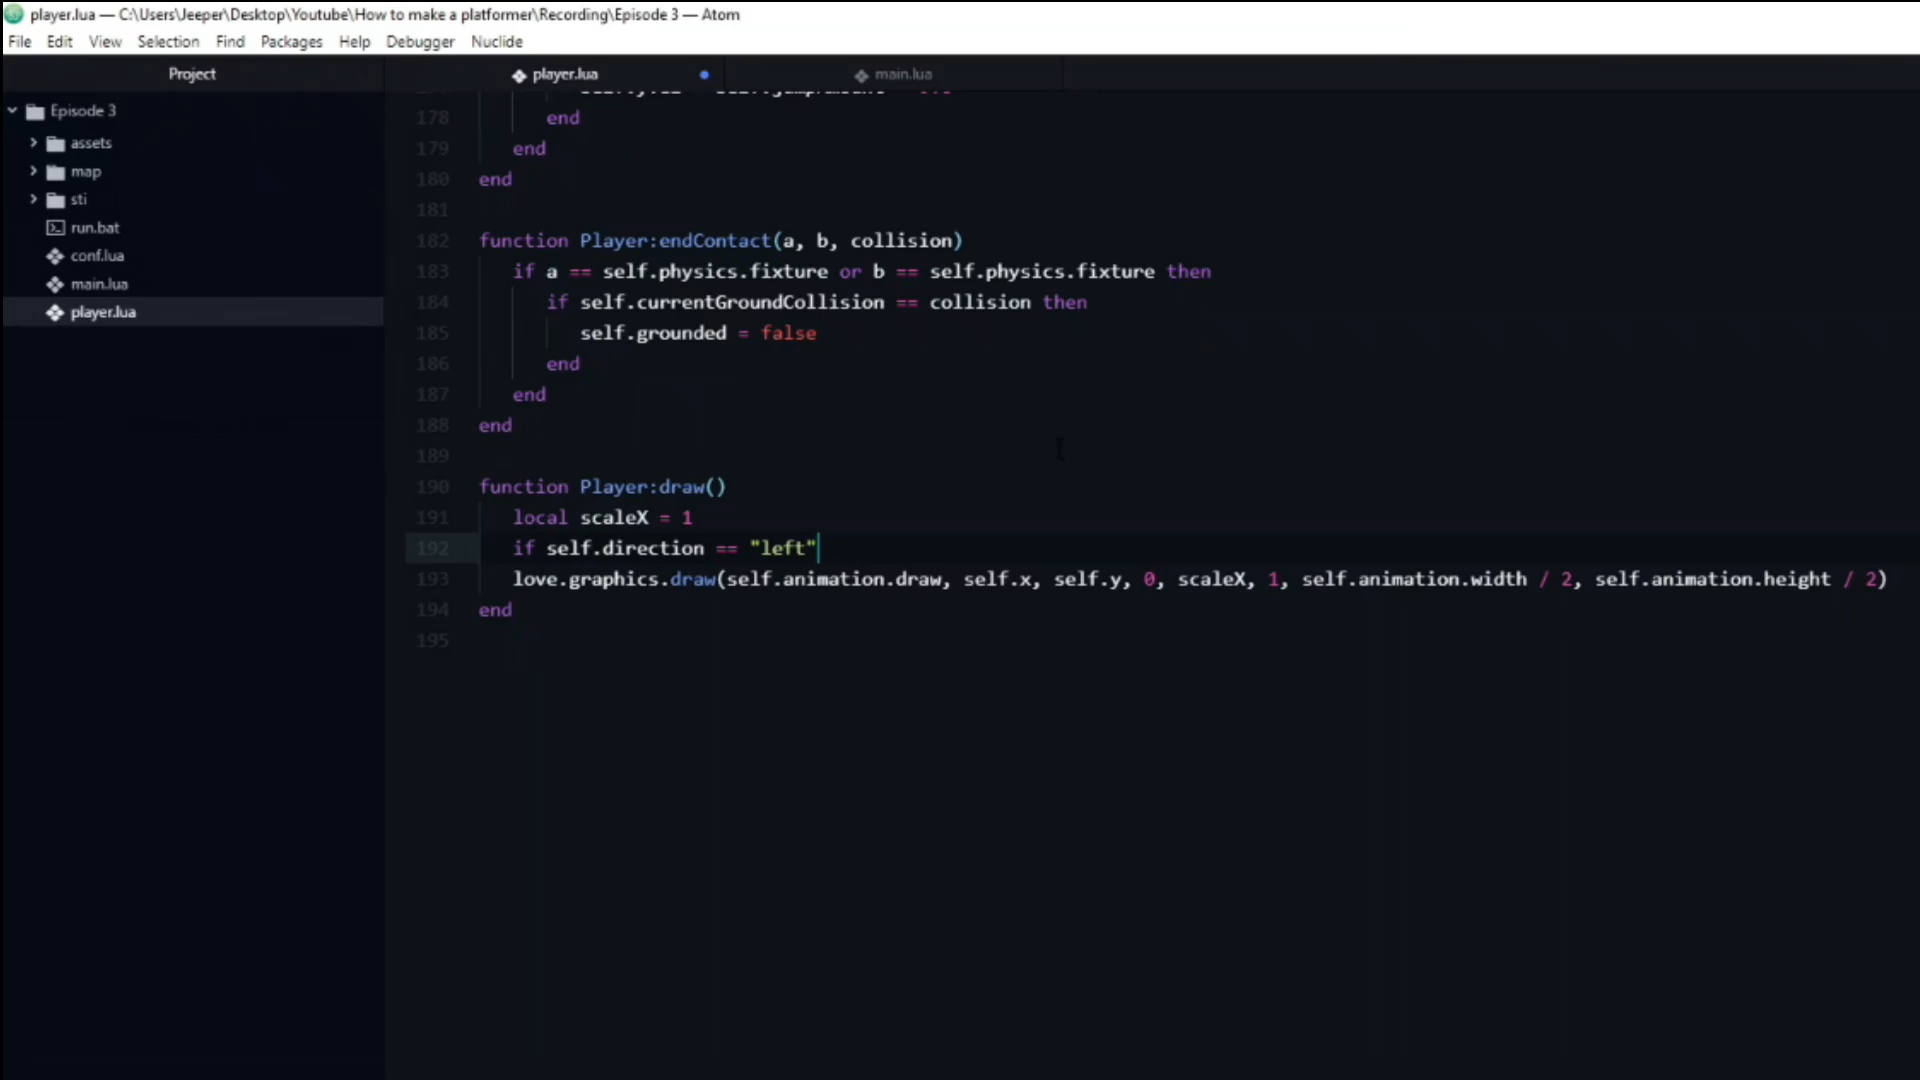 player.lua — C:\Users\Jeeper\Desktop\Youtube\How to make a platformer\Recording\Episode 3 — Atom
File Edit View Selection Find Packages Help Debugger Nuclide
Project
player.lua
main.lua
Episode 3
assets
map
sti
run.bat
conf.lua
main.lua
player.lua
178 end
179 end
180 end
181
182 function Player:endContact(a, b, collision)
183 if a == self.physics.fixture or b == self.physics.fixture then
184 if self.currentGroundCollision == collision then
185 self.grounded = false
186 end
187 end
188 end
189
190 function Player:draw()
191 local scaleX = 1
192 if self.direction == "left"
193 love.graphics.draw(self.animation.draw, self.x, self.y, 0, scaleX, 1, self.animation.width / 2, self.animation.height / 2)
194 end
195